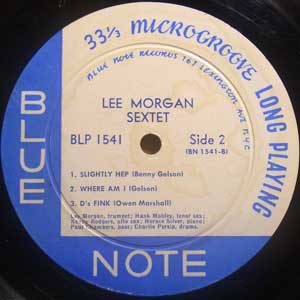 33⅓ MICROGROOVE LONG PLAYING
BLUE NOTE RECORDS 767 LEXINGTON AVE NYC
LEE MORGAN
SEXTET
BLP 1541
Side 2
(BN 1541-B)
1. SLIGHTLY HEP (Benny Golson)
2. WHERE AM I (Golson)
3. D's FINK (Owen Marshall)
Lee Morgan, trumpet; Hank Mobley, tenor sax;
Kenny Rodgers, alto sax; Horace Silver, piano;
Paul Chambers, bass; Charlie Persip, drums.
BLUE
NOTE